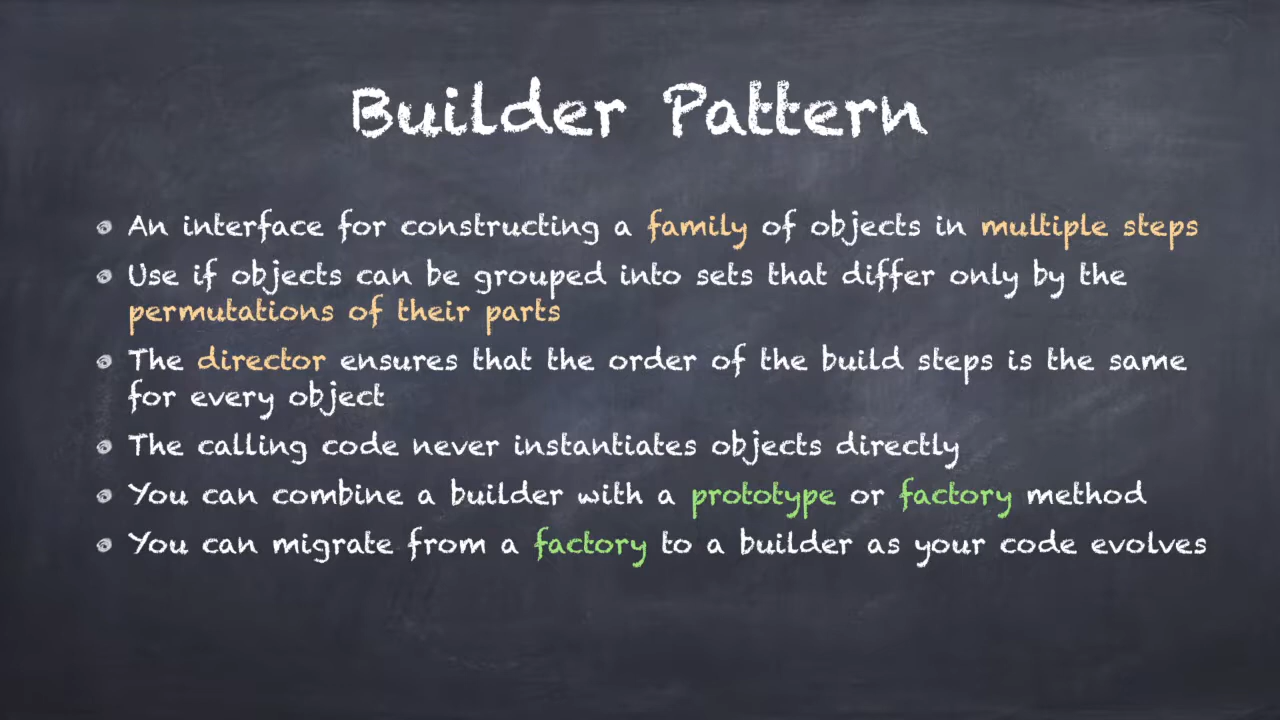 Builder Pattern
An interface for constructing a family of objects in multiple steps
Use if objects can be grouped into sets that differ only by the
permutations of their parts
The director ensures that the order of the build steps is the same
for every object
The calling code never instantiates objects directly
You can combine a builder with a prototype or factory method
You can migrate from a factory to a builder as your code evolves